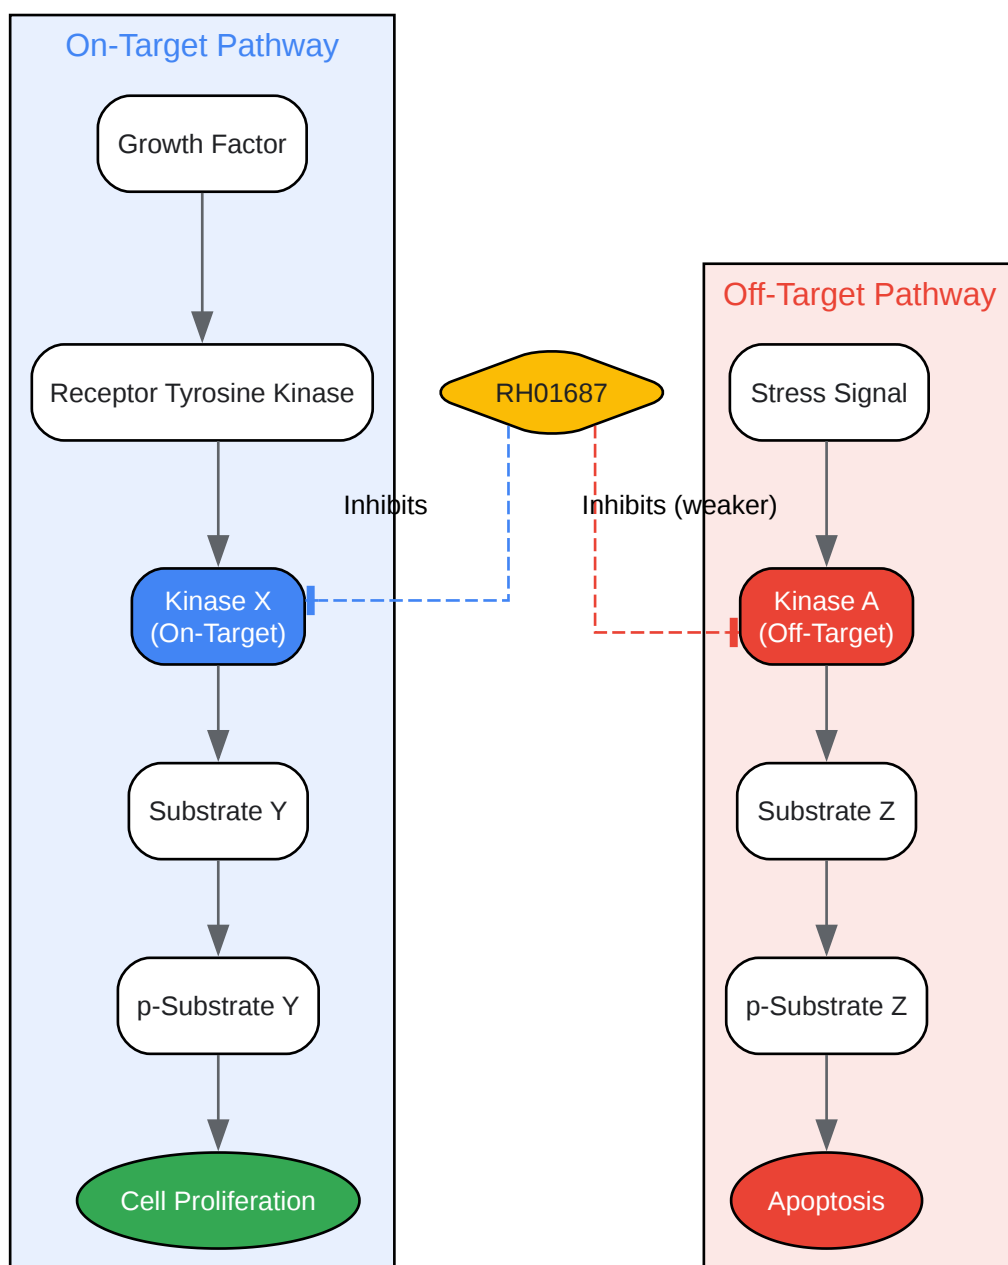 On-Target Pathway
Growth Factor
Receptor Tyrosine Kinase
RH01687
Off-Target Pathway
Stress Signal
Inhibits
Inhibits (weaker)
Kinase X
(On-Target)
Kinase A
(Off-Target)
Substrate Y
Substrate Z
p-Substrate Y
p-Substrate Z
Cell Proliferation
Apoptosis